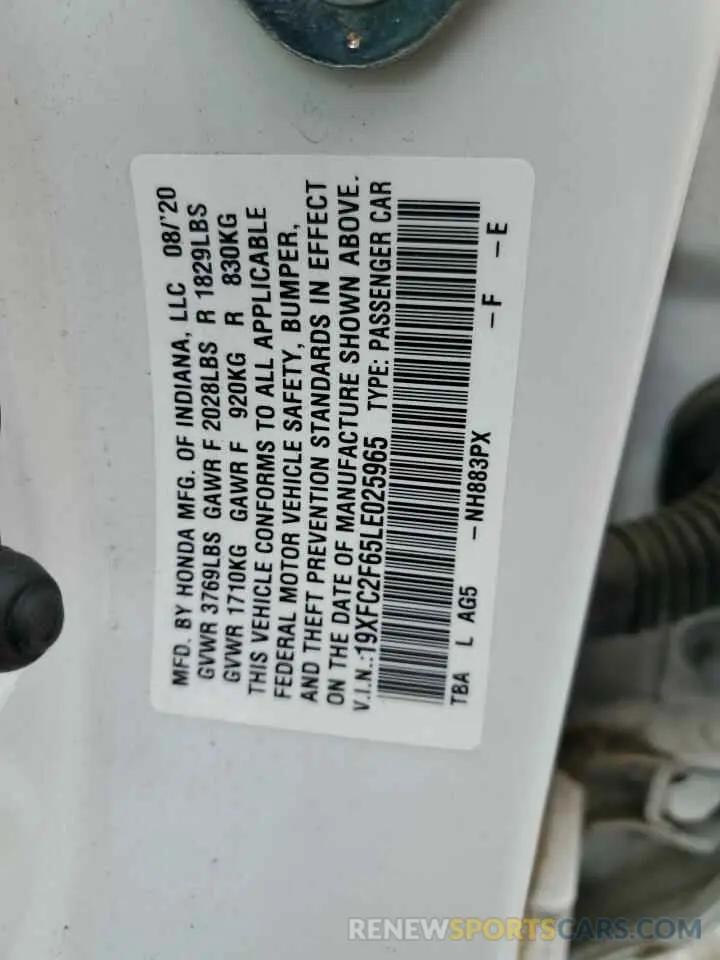 MFD. BY HONDA MFG. OF INDIANA, LLC 08/'20
GVWR 3769LBS GAWR F 2028LBS R 1829LBS
GVWR 1710KG GAWR F 920KG R 830KG
THIS VEHICLE CONFORMS TO ALL APPLICABLE
FEDERAL MOTOR VEHICLE SAFETY, BUMPER,
AND THEFT PREVENTION STANDARDS IN EFFECT
ON THE DATE OF MANUFACTURE SHOWN ABOVE.
V.I.N.:19XFC2F65LE025965 TYPE: PASSENGER CAR
TBA L AG5 -NH883PX -F -E
RENEWSPORTSCARS.COM